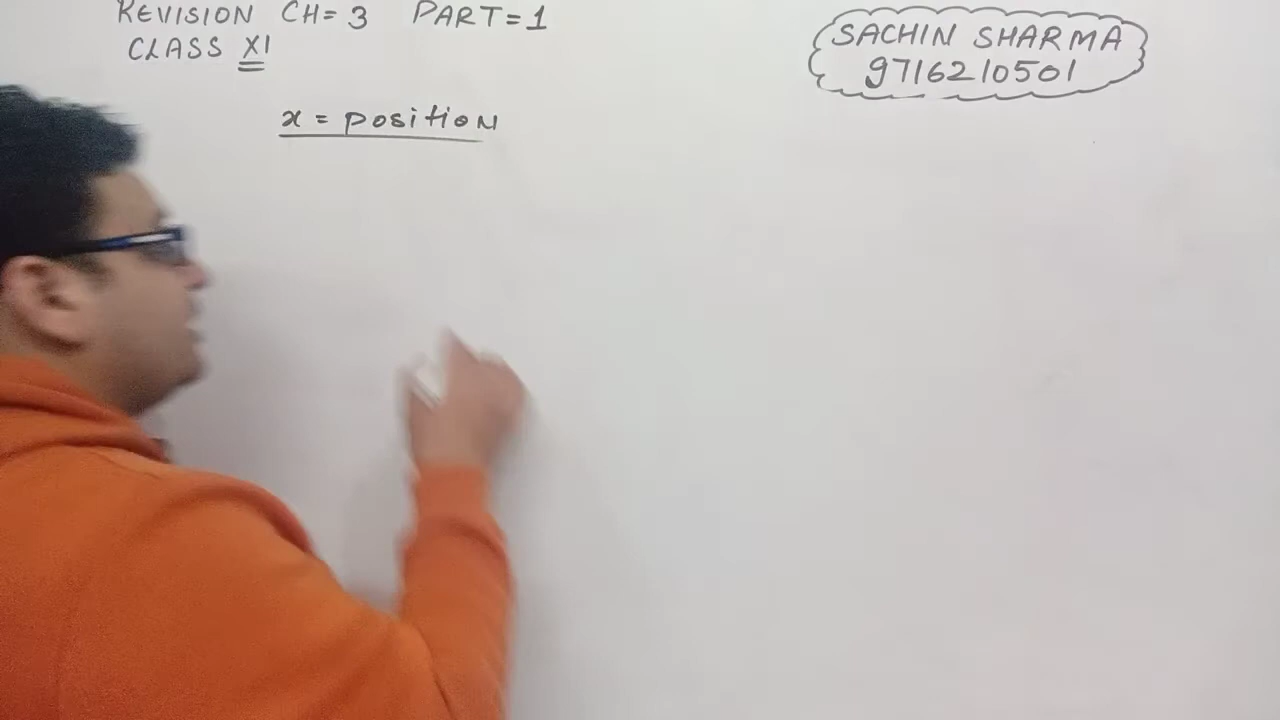 REVISION CH= 3 PART=1
CLASS XI
SACHIN SHARMA
9716210501
x = position